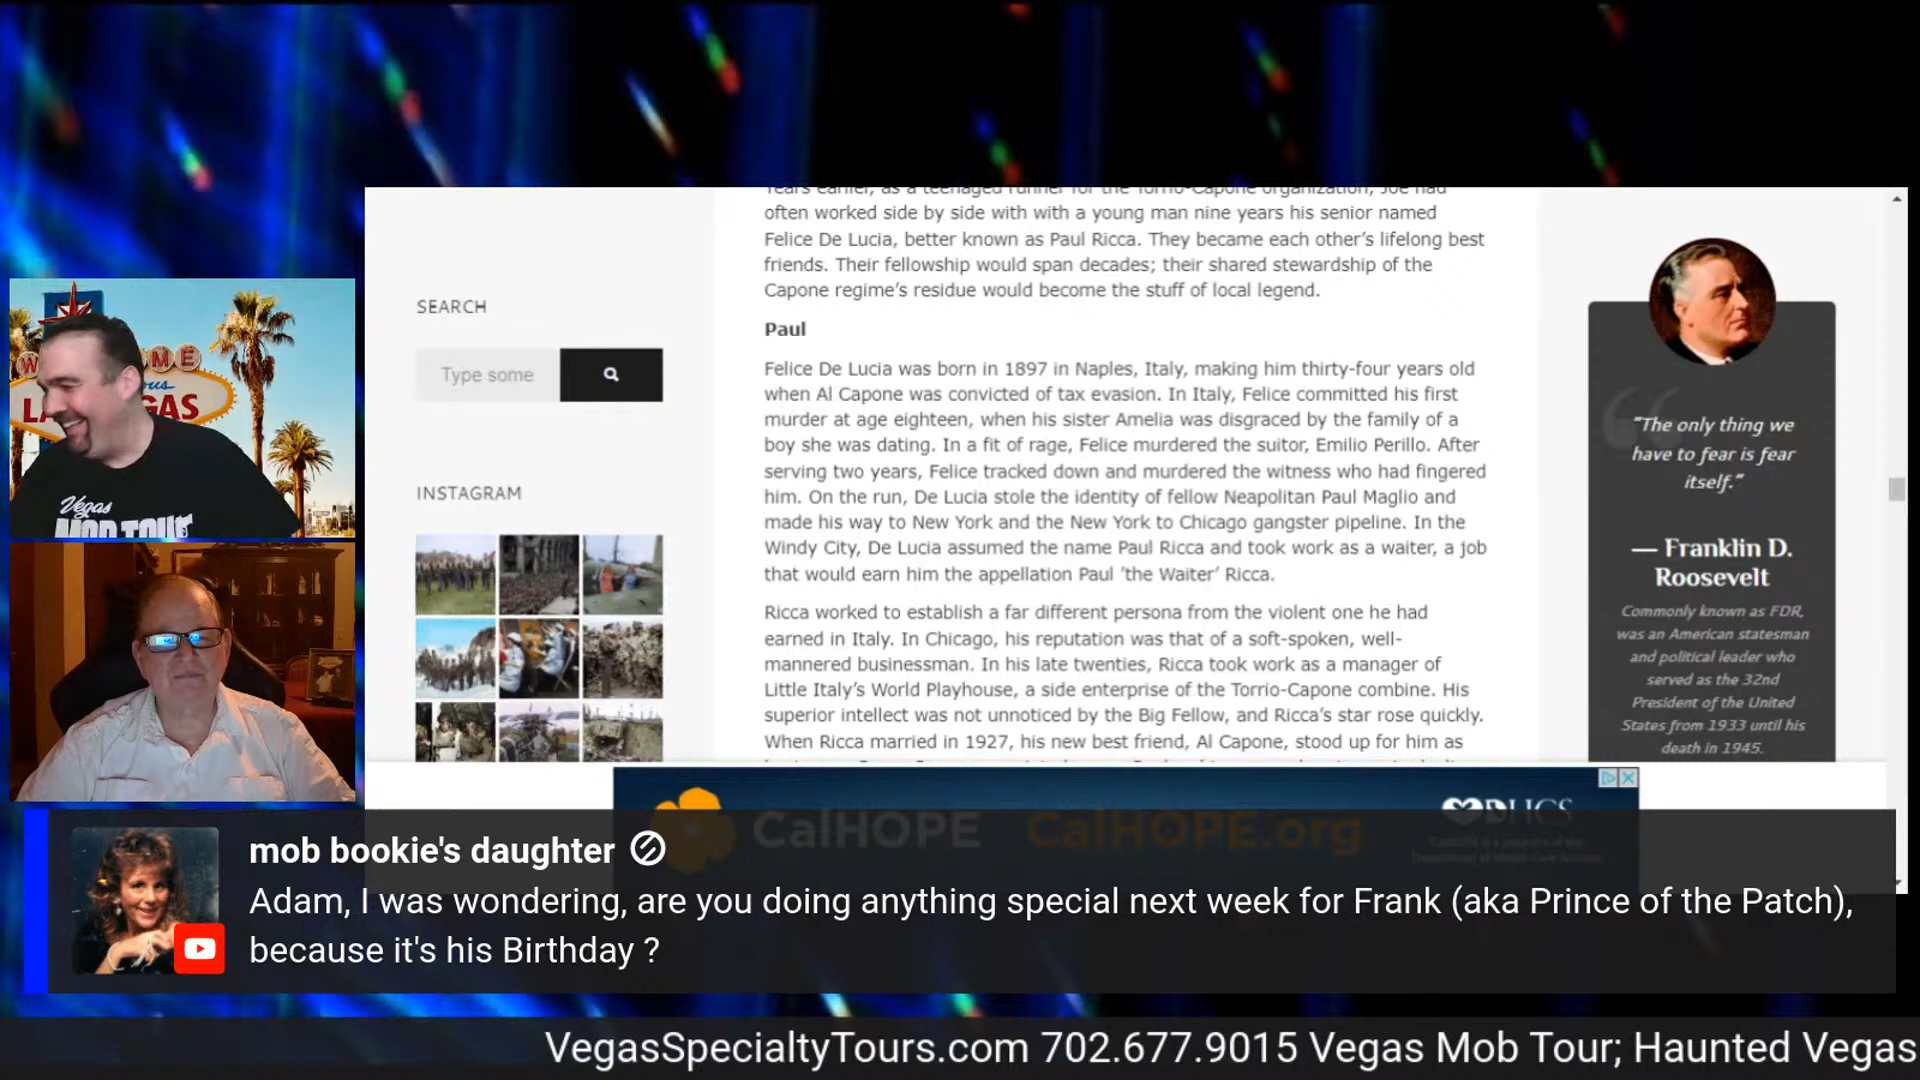 Years earlier, as a teenaged runner for the Torrio-Capone organization, Joe had
often worked side by side with with a young man nine years his senior named
Felice De Lucia, better known as Paul Ricca. They became each other's lifelong best
friends. Their fellowship would span decades; their shared stewardship of the
Capone regime's residue would become the stuff of local legend.
Paul
Felice De Lucia was born in 1897 in Naples, Italy, making him thirty-four years old
when Al Capone was convicted of tax evasion. In Italy, Felice committed his first
murder at age eighteen, when his sister Amelia was disgraced by the family of a
boy she was dating. In a fit of rage, Felice murdered the suitor, Emilio Perillo. After
serving two years, Felice tracked down and murdered the witness who had fingered
him. On the run, De Lucia stole the identity of fellow Neapolitan Paul Maglio and
made his way to New York and the New York to Chicago gangster pipeline. In the
Windy City, De Lucia assumed the name Paul Ricca and took work as a waiter, a job
that would earn him the appellation Paul 'the Waiter' Ricca.
Ricca worked to establish a far different persona from the violent one he had
earned in Italy. In Chicago, his reputation was that of a soft-spoken, well-
mannered businessman. In his late twenties, Ricca took work as a manager of
Little Italy's World Playhouse, a side enterprise of the Torrio-Capone combine. His
superior intellect was not unnoticed by the Big Fellow, and Ricca's star rose quickly.
When Ricca married in 1927, his new best friend, Al Capone, stood up for him as
SEARCH
Type some
INSTAGRAM
"The only thing we
have to fear is fear
itself."
— Franklin D.
Roosevelt
Commonly known as FDR,
was an American statesman
and political leader who
served as the 32nd
President of the United
States from 1933 until his
death in 1945.
Vegas
MOB TOUR
CalHOPE
CalHOPE.org
DHCS
mob bookie's daughter
Adam, I was wondering, are you doing anything special next week for Frank (aka Prince of the Patch),
because it's his Birthday ?
VegasSpecialtyTours.com 702.677.9015 Vegas Mob Tour; Haunted Vegas